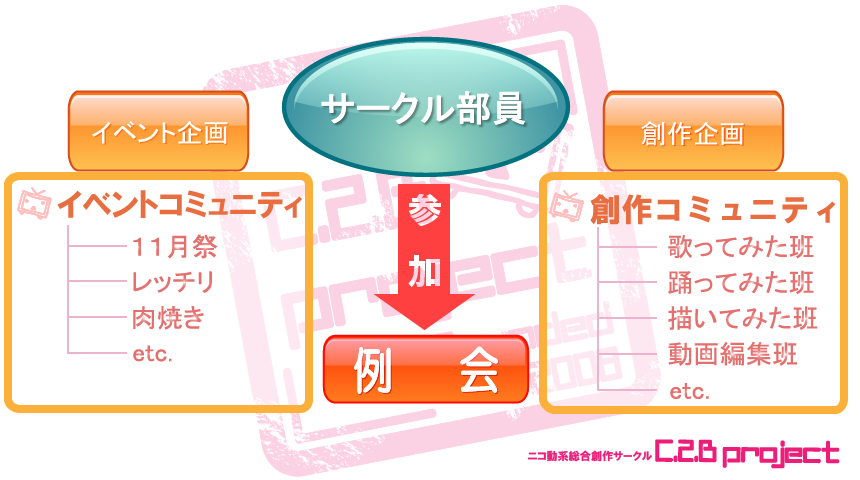 サークル部員
イベント企画
創作企画
参
加
イベントコミュニティ
11月祭
レッチリ
肉焼き
etc.
創作コミュニティ
歌ってみた班
踊ってみた班
描いてみた班
動画編集班
etc.
例 会
C.2.B
project
ニコ動系総合創作サークル C.2.B project